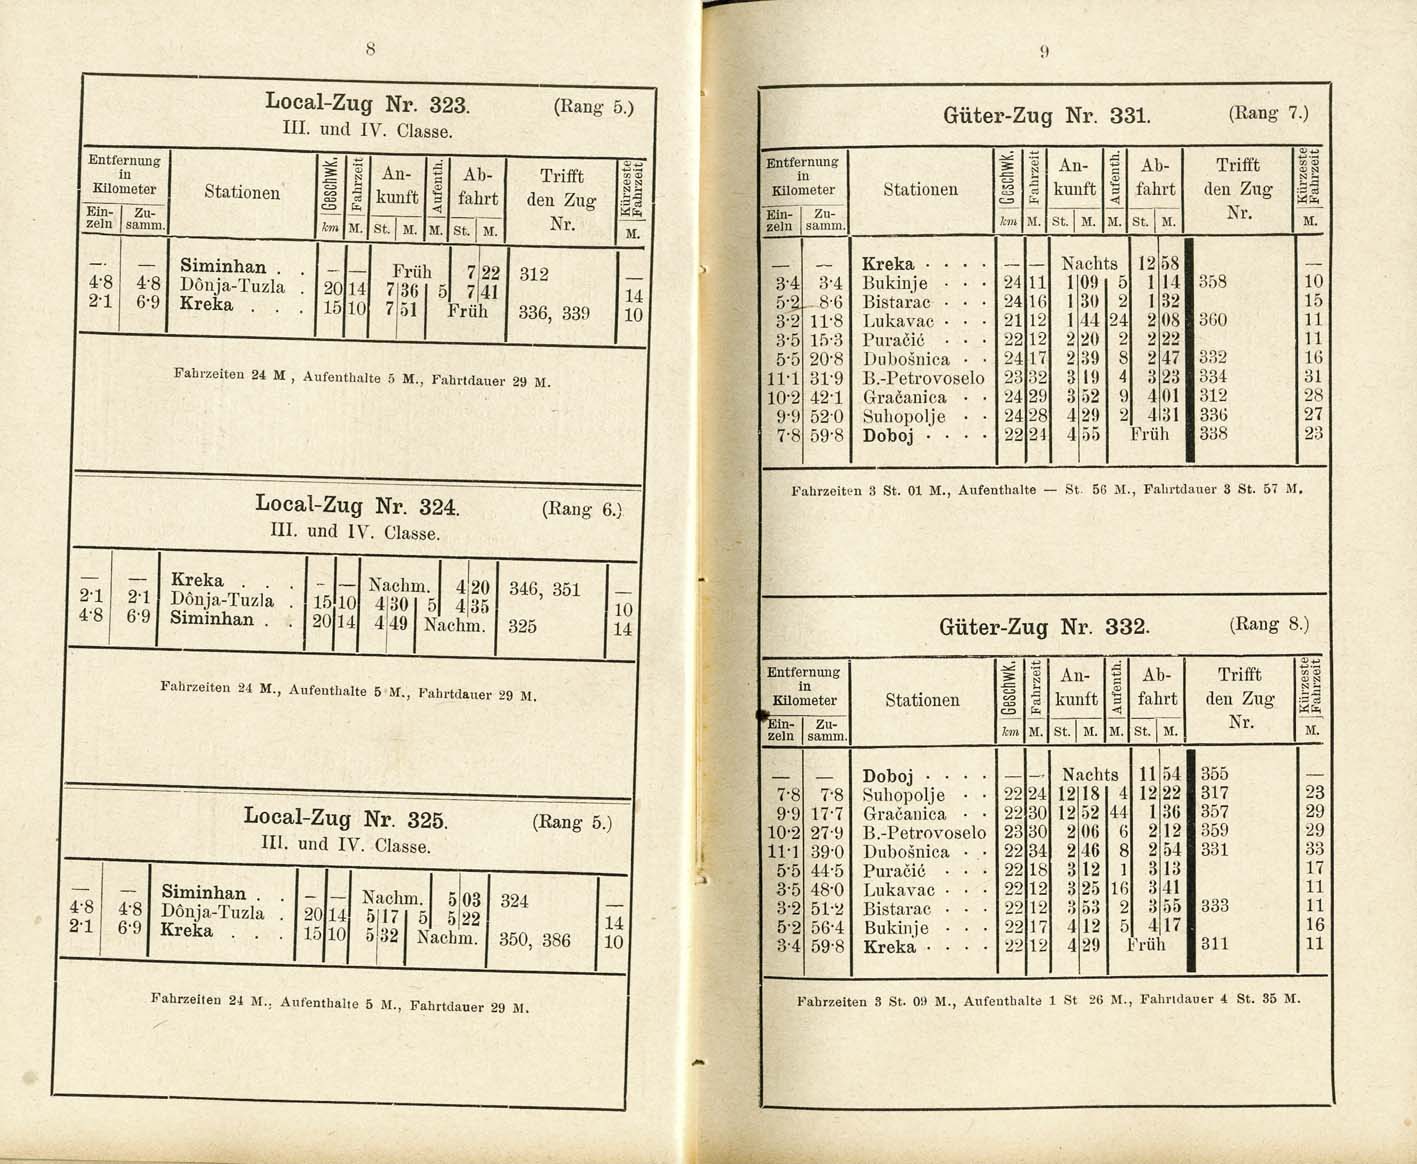 8
Local-Zug Nr. 323. (Rang 5.)
III. und IV. Classe.
Entfernung in Kilometer | Stationen | Geschwk. | Fahrzeit | An-kunft | Aufenth. | Ab-fahrt | Trifft den Zug Nr. | Kürzeste Fahrzeit
Ein-zeln | Zu-samm. | km | M. | St. | M. | M. | St. | M. | M.
— — Siminhan . . — — Früh 7 22 312 —
4·8 4·8 Dônja-Tuzla . 20 14 7 36 5 7 41 14
2·1 6·9 Kreka . . . 15 10 7 51 Früh 336, 339 10
Fahrzeiten 24 M , Aufenthalte 5 M., Fahrtdauer 29 M.
Local-Zug Nr. 324. (Rang 6.)
III. und IV. Classe.
— — Kreka . . . - — Nachm. 4 20 346, 351 —
2·1 2·1 Dônja-Tuzla . 15 10 4 30 5 4 35 10
4·8 6·9 Siminhan . . 20 14 4 49 Nachm. 325 14
Fahrzeiten 24 M., Aufenthalte 5 M., Fahrtdauer 29 M.
Local-Zug Nr. 325. (Rang 5.)
III. und IV. Classe.
— — Siminhan . . - — Nachm. 5 03 324 —
4·8 4·8 Dônja-Tuzla . 20 14 5 17 5 5 22 14
2·1 6·9 Kreka . . . 15 10 5 32 Nachm. 350, 386 10
Fahrzeiten 24 M., Aufenthalte 5 M., Fahrtdauer 29 M.
9
Güter-Zug Nr. 331. (Rang 7.)
Entfernung in Kilometer | Stationen | Geschwk. | Fahrzeit | An-kunft | Aufenth. | Ab-fahrt | Trifft den Zug Nr. | Kürzeste Fahrzeit
Ein-zeln | Zu-samm. | km | M. | St. | M. | M. | St. | M. | M.
— — Kreka . . . . — — Nachts 12 58 —
3·4 3·4 Bukinje . . . 24 11 1 09 5 1 14 358 10
5·2 8·6 Bistarac . . . 24 16 1 30 2 1 32 15
3·2 11·8 Lukavac . . . 21 12 1 44 24 2 08 360 11
3·5 15·3 Puračić . . . 22 12 2 20 2 2 22 11
5·5 20·8 Dubošnica . . 24 17 2 39 8 2 47 332 16
11·1 31·9 B.-Petrovoselo 23 32 3 19 4 3 23 334 31
10·2 42·1 Gračanica . . 24 29 3 52 9 4 01 312 28
9·9 52·0 Suhopolje . . 24 28 4 29 2 4 31 336 27
7·8 59·8 Doboj . . . . 22 24 4 55 Früh 338 23
Fahrzeiten 3 St. 01 M., Aufenthalte — St. 56 M., Fahrtdauer 3 St. 57 M.
Güter-Zug Nr. 332. (Rang 8.)
Entfernung in Kilometer | Stationen | Geschwk. | Fahrzeit | An-kunft | Aufenth. | Ab-fahrt | Trifft den Zug Nr. | Kürzeste Fahrzeit
Ein-zeln | Zu-samm. | km | M. | St. | M. | M. | St. | M. | M.
— — Doboj . . . . — — Nachts 11 54 355 —
7·8 7·8 Suhopolje . . 22 24 12 18 4 12 22 317 23
9·9 17·7 Gračanica . . 22 30 12 52 44 1 36 357 29
10·2 27·9 B.-Petrovoselo 23 30 2 06 6 2 12 359 29
11·1 39·0 Dubošnica . . 22 34 2 46 8 2 54 331 33
5·5 44·5 Puračić . . . 22 18 3 12 1 3 13 17
3·5 48·0 Lukavac . . . 22 12 3 25 16 3 41 11
3·2 51·2 Bistarac . . . 22 12 3 53 2 3 55 333 11
5·2 56·4 Bukinje . . . 22 17 4 12 5 4 17 16
3·4 59·8 Kreka . . . . 22 12 4 29 Früh 311 11
Fahrzeiten 3 St. 09 M., Aufenthalte 1 St 26 M., Fahrtdauer 4 St. 35 M.